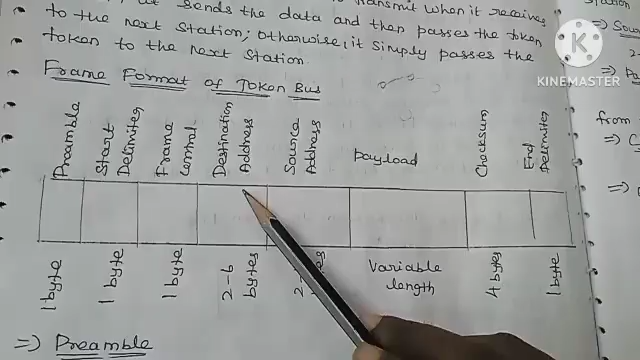 sends the data and then passes the token
to the next station; otherwise, it simply passes the
token to the next station.
Frame Format of Token Bus
Preamble
Start Delimiter
Frame Control
Destination Address
Source Address
Payload
Checksum
End Delimiter
1 byte
1 byte
1 byte
2-6 bytes
2-
Variable length
4 bytes
1 byte
=> Preamble
KINEMASTER
from